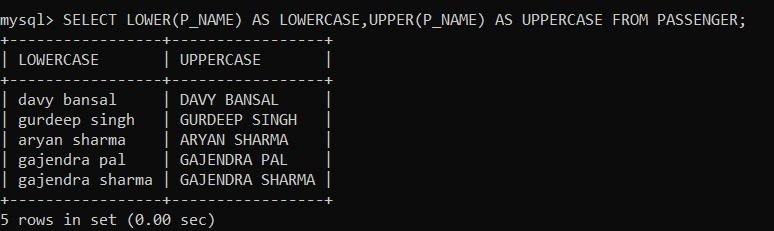 mysql> SELECT LOWER(P_NAME) AS LOWERCASE,UPPER(P_NAME) AS UPPERCASE FROM PASSENGER;
+-----------------+-----------------+
| LOWERCASE       | UPPERCASE       |
+-----------------+-----------------+
| davy bansal     | DAVY BANSAL     |
| gurdeep singh   | GURDEEP SINGH   |
| aryan sharma    | ARYAN SHARMA    |
| gajendra pal    | GAJENDRA PAL    |
| gajendra sharma | GAJENDRA SHARMA |
+-----------------+-----------------+
5 rows in set (0.00 sec)